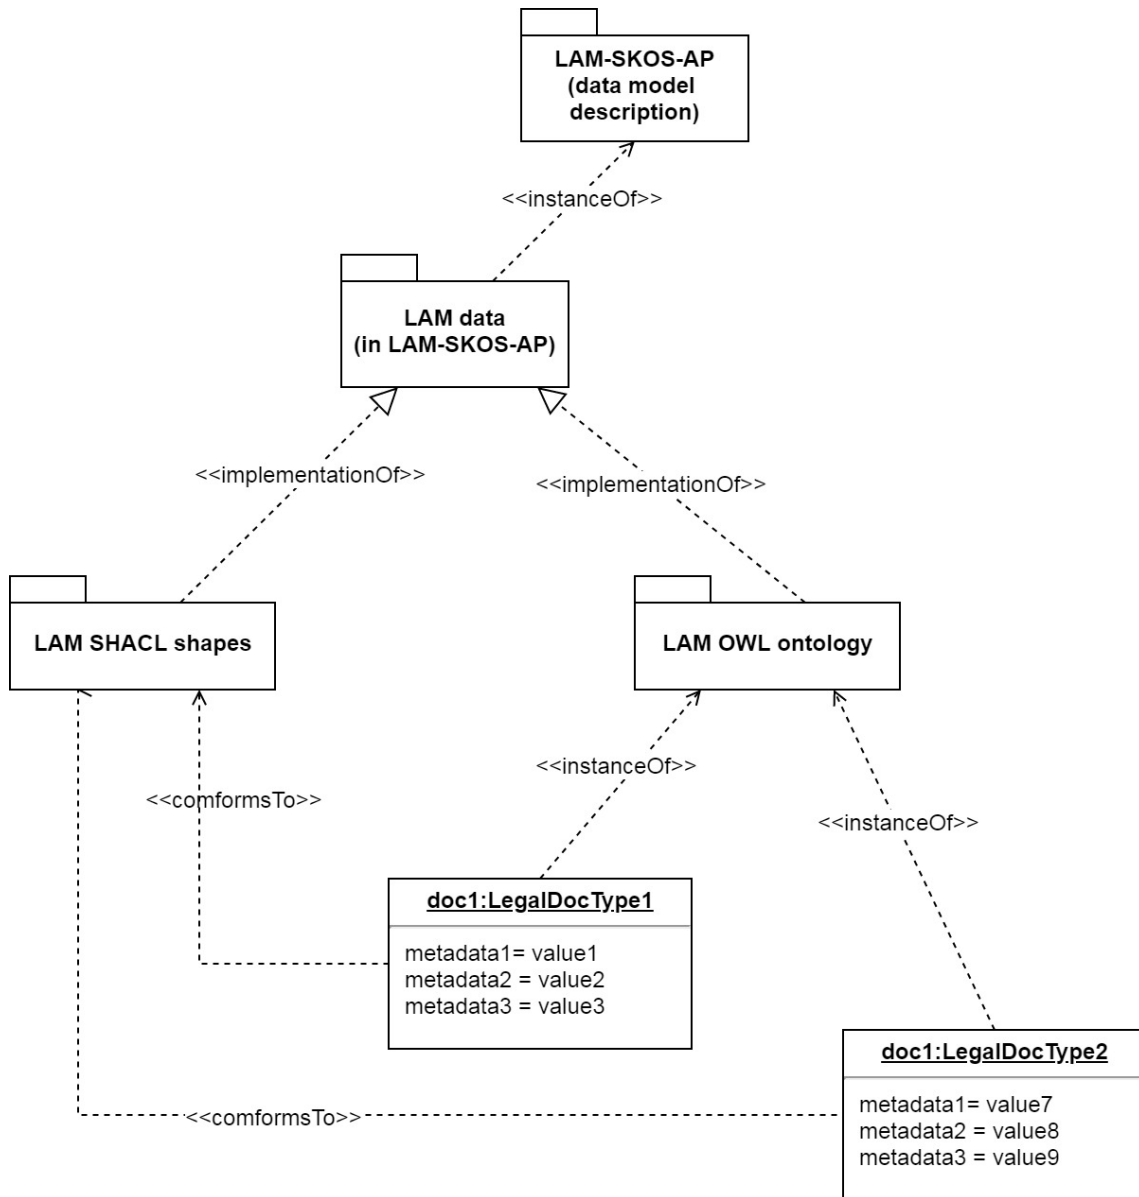 LAM-SKOS-AP
(data model
description)
<<instanceOf>>
LAM data
(in LAM-SKOS-AP)
<<implementationOf>>
<<implementationOf>>
LAM SHACL shapes
LAM OWL ontology
<<instanceOf>>
<<comformsTo>>
<<instanceOf>>
doc1:LegalDocType1
metadata1= value1
metadata2 = value2
metadata3 = value3
doc1:LegalDocType2
<<comformsTo>>
metadata1= value7
metadata2 = value8
metadata3 = value9